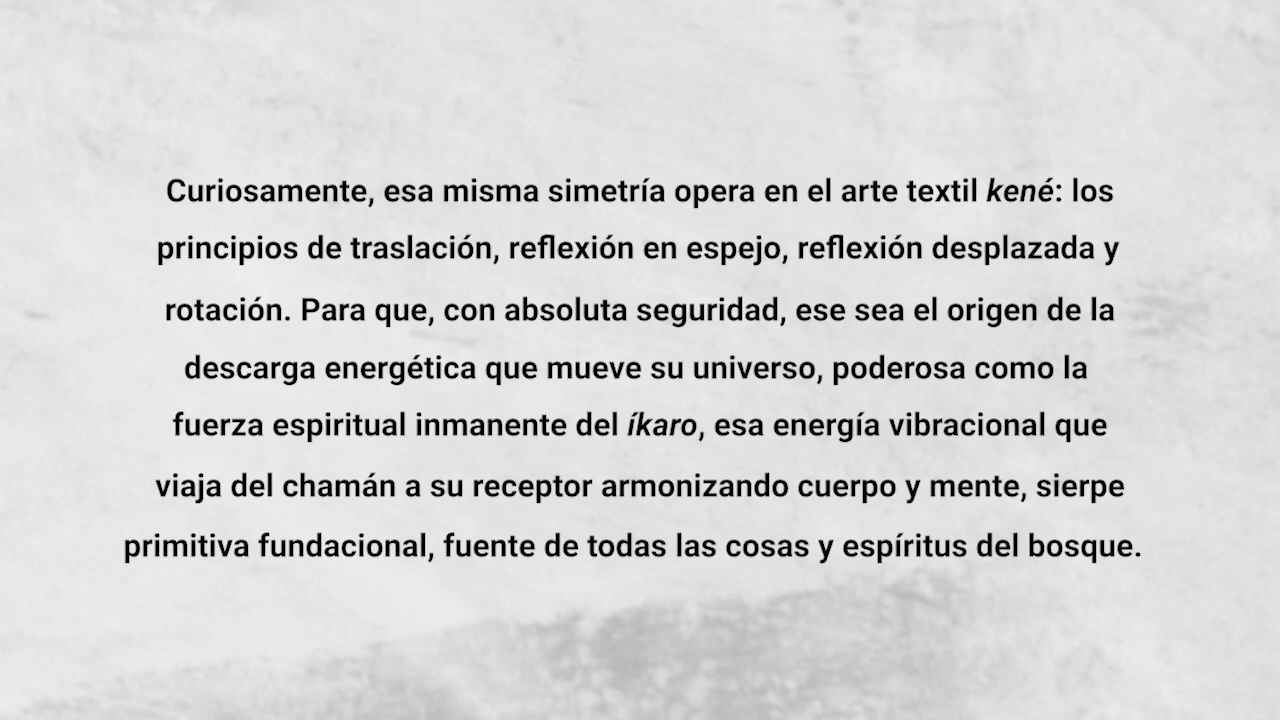 Curiosamente, esa misma simetría opera en el arte textil kené: los
principios de traslación, reflexión en espejo, reflexión desplazada y
rotación. Para que, con absoluta seguridad, ese sea el origen de la
descarga energética que mueve su universo, poderosa como la
fuerza espiritual inmanente del íkaro, esa energía vibracional que
viaja del chamán a su receptor armonizando cuerpo y mente, sierpe
primitiva fundacional, fuente de todas las cosas y espíritus del bosque.